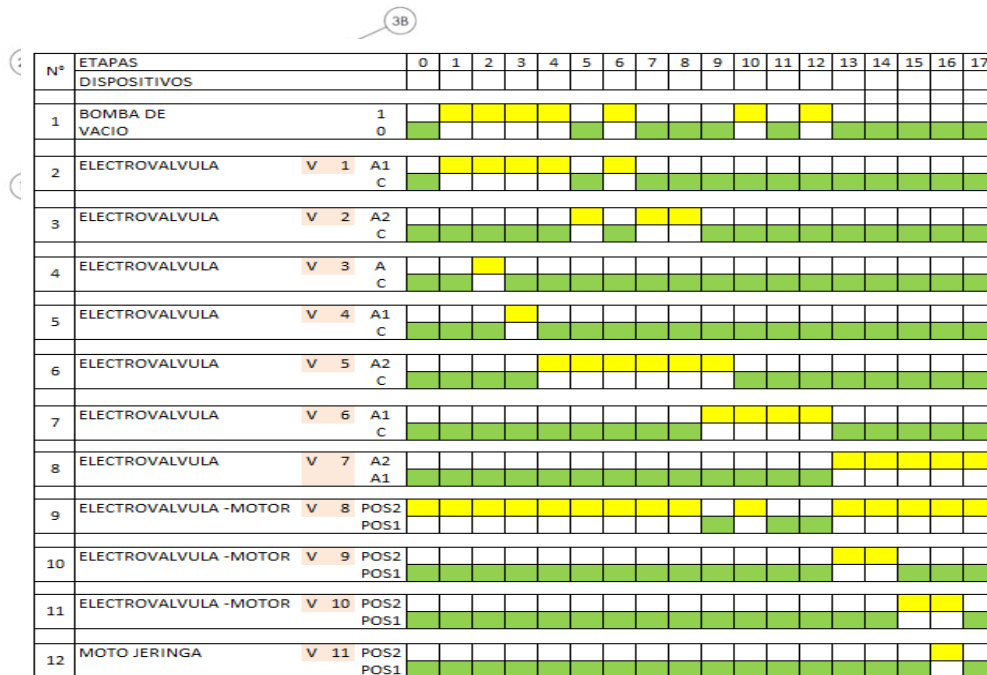 3B
N° ETAPAS 0 1 2 3 4 5 6 7 8 9 10 11 12 13 14 15 16 17
DISPOSITIVOS
1 BOMBA DE 1
VACIO 0
2 ELECTROVALVULA V 1 A1
C
3 ELECTROVALVULA V 2 A2
C
4 ELECTROVALVULA V 3 A
C
5 ELECTROVALVULA V 4 A1
C
6 ELECTROVALVULA V 5 A2
C
7 ELECTROVALVULA V 6 A1
C
8 ELECTROVALVULA V 7 A2
A1
9 ELECTROVALVULA -MOTOR V 8 POS2
POS1
10 ELECTROVALVULA -MOTOR V 9 POS2
POS1
11 ELECTROVALVULA -MOTOR V 10 POS2
POS1
12 MOTO JERINGA V 11 POS2
POS1